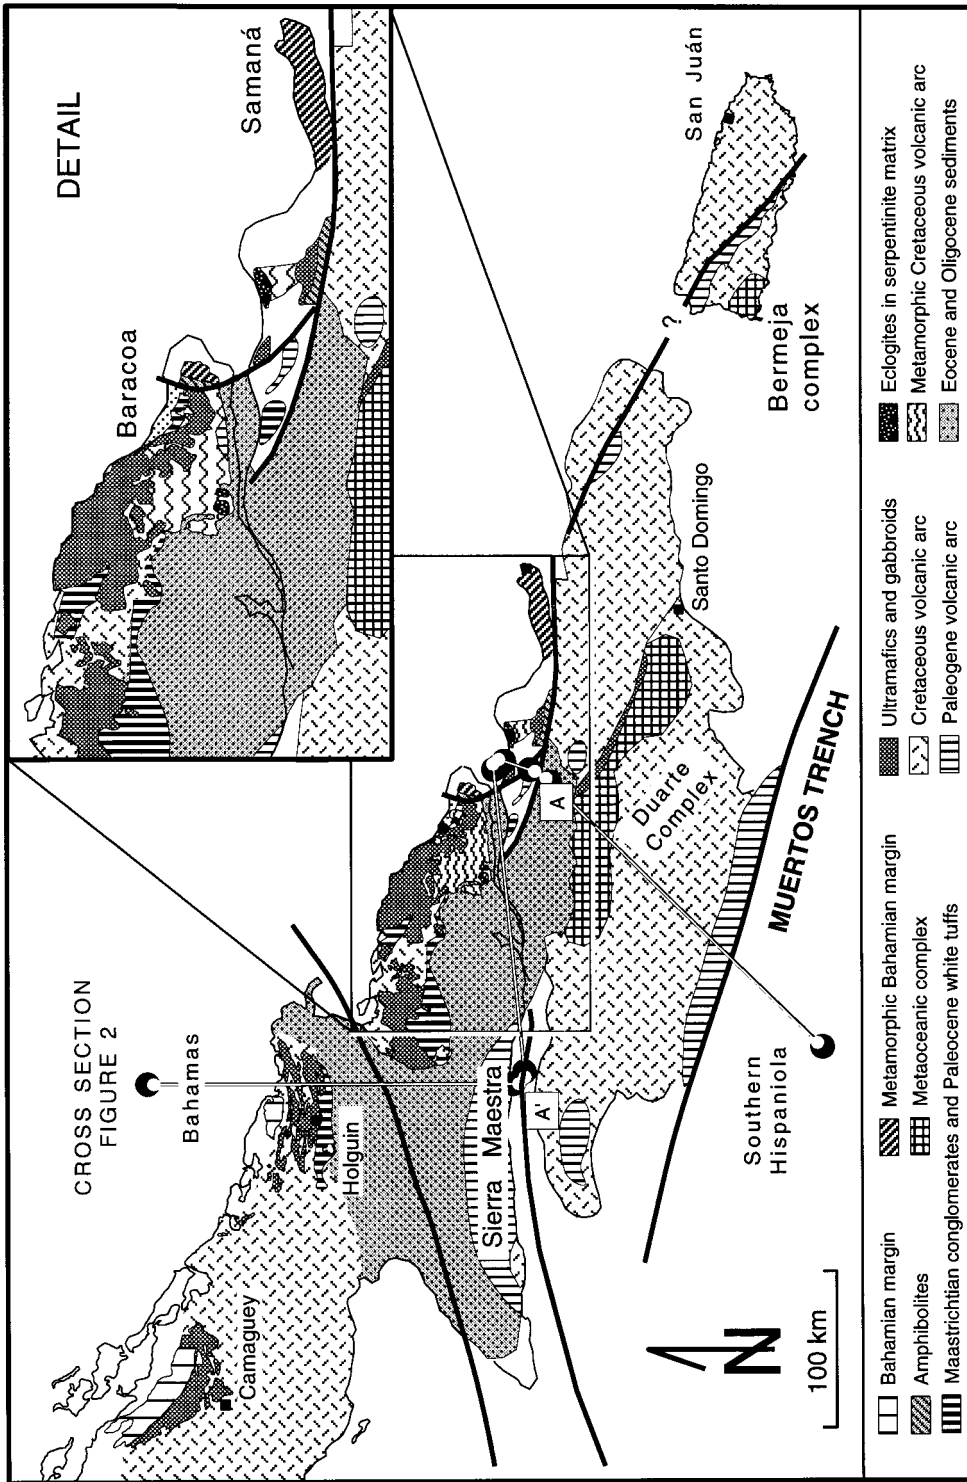 CROSS SECTION
FIGURE 2
Bahamas
DETAIL
Baracoa
Samaná
Camaguey
Holguin
Sierra Maestra
A'
A
Duarte
Complex
Santo Domingo
?
San Juán
Bermeja
complex
Southern
Hispaniola
MUERTOS TRENCH
N
100 km
Bahamian margin
Amphibolites
Maastrichtian conglomerates and Paleocene white tuffs
Metamorphic Bahamian margin
Metaoceanic complex
Ultramafics and gabbroids
Cretaceous volcanic arc
Paleogene volcanic arc
Eclogites in serpentinite matrix
Metamorphic Cretaceous volcanic arc
Eocene and Oligocene sediments